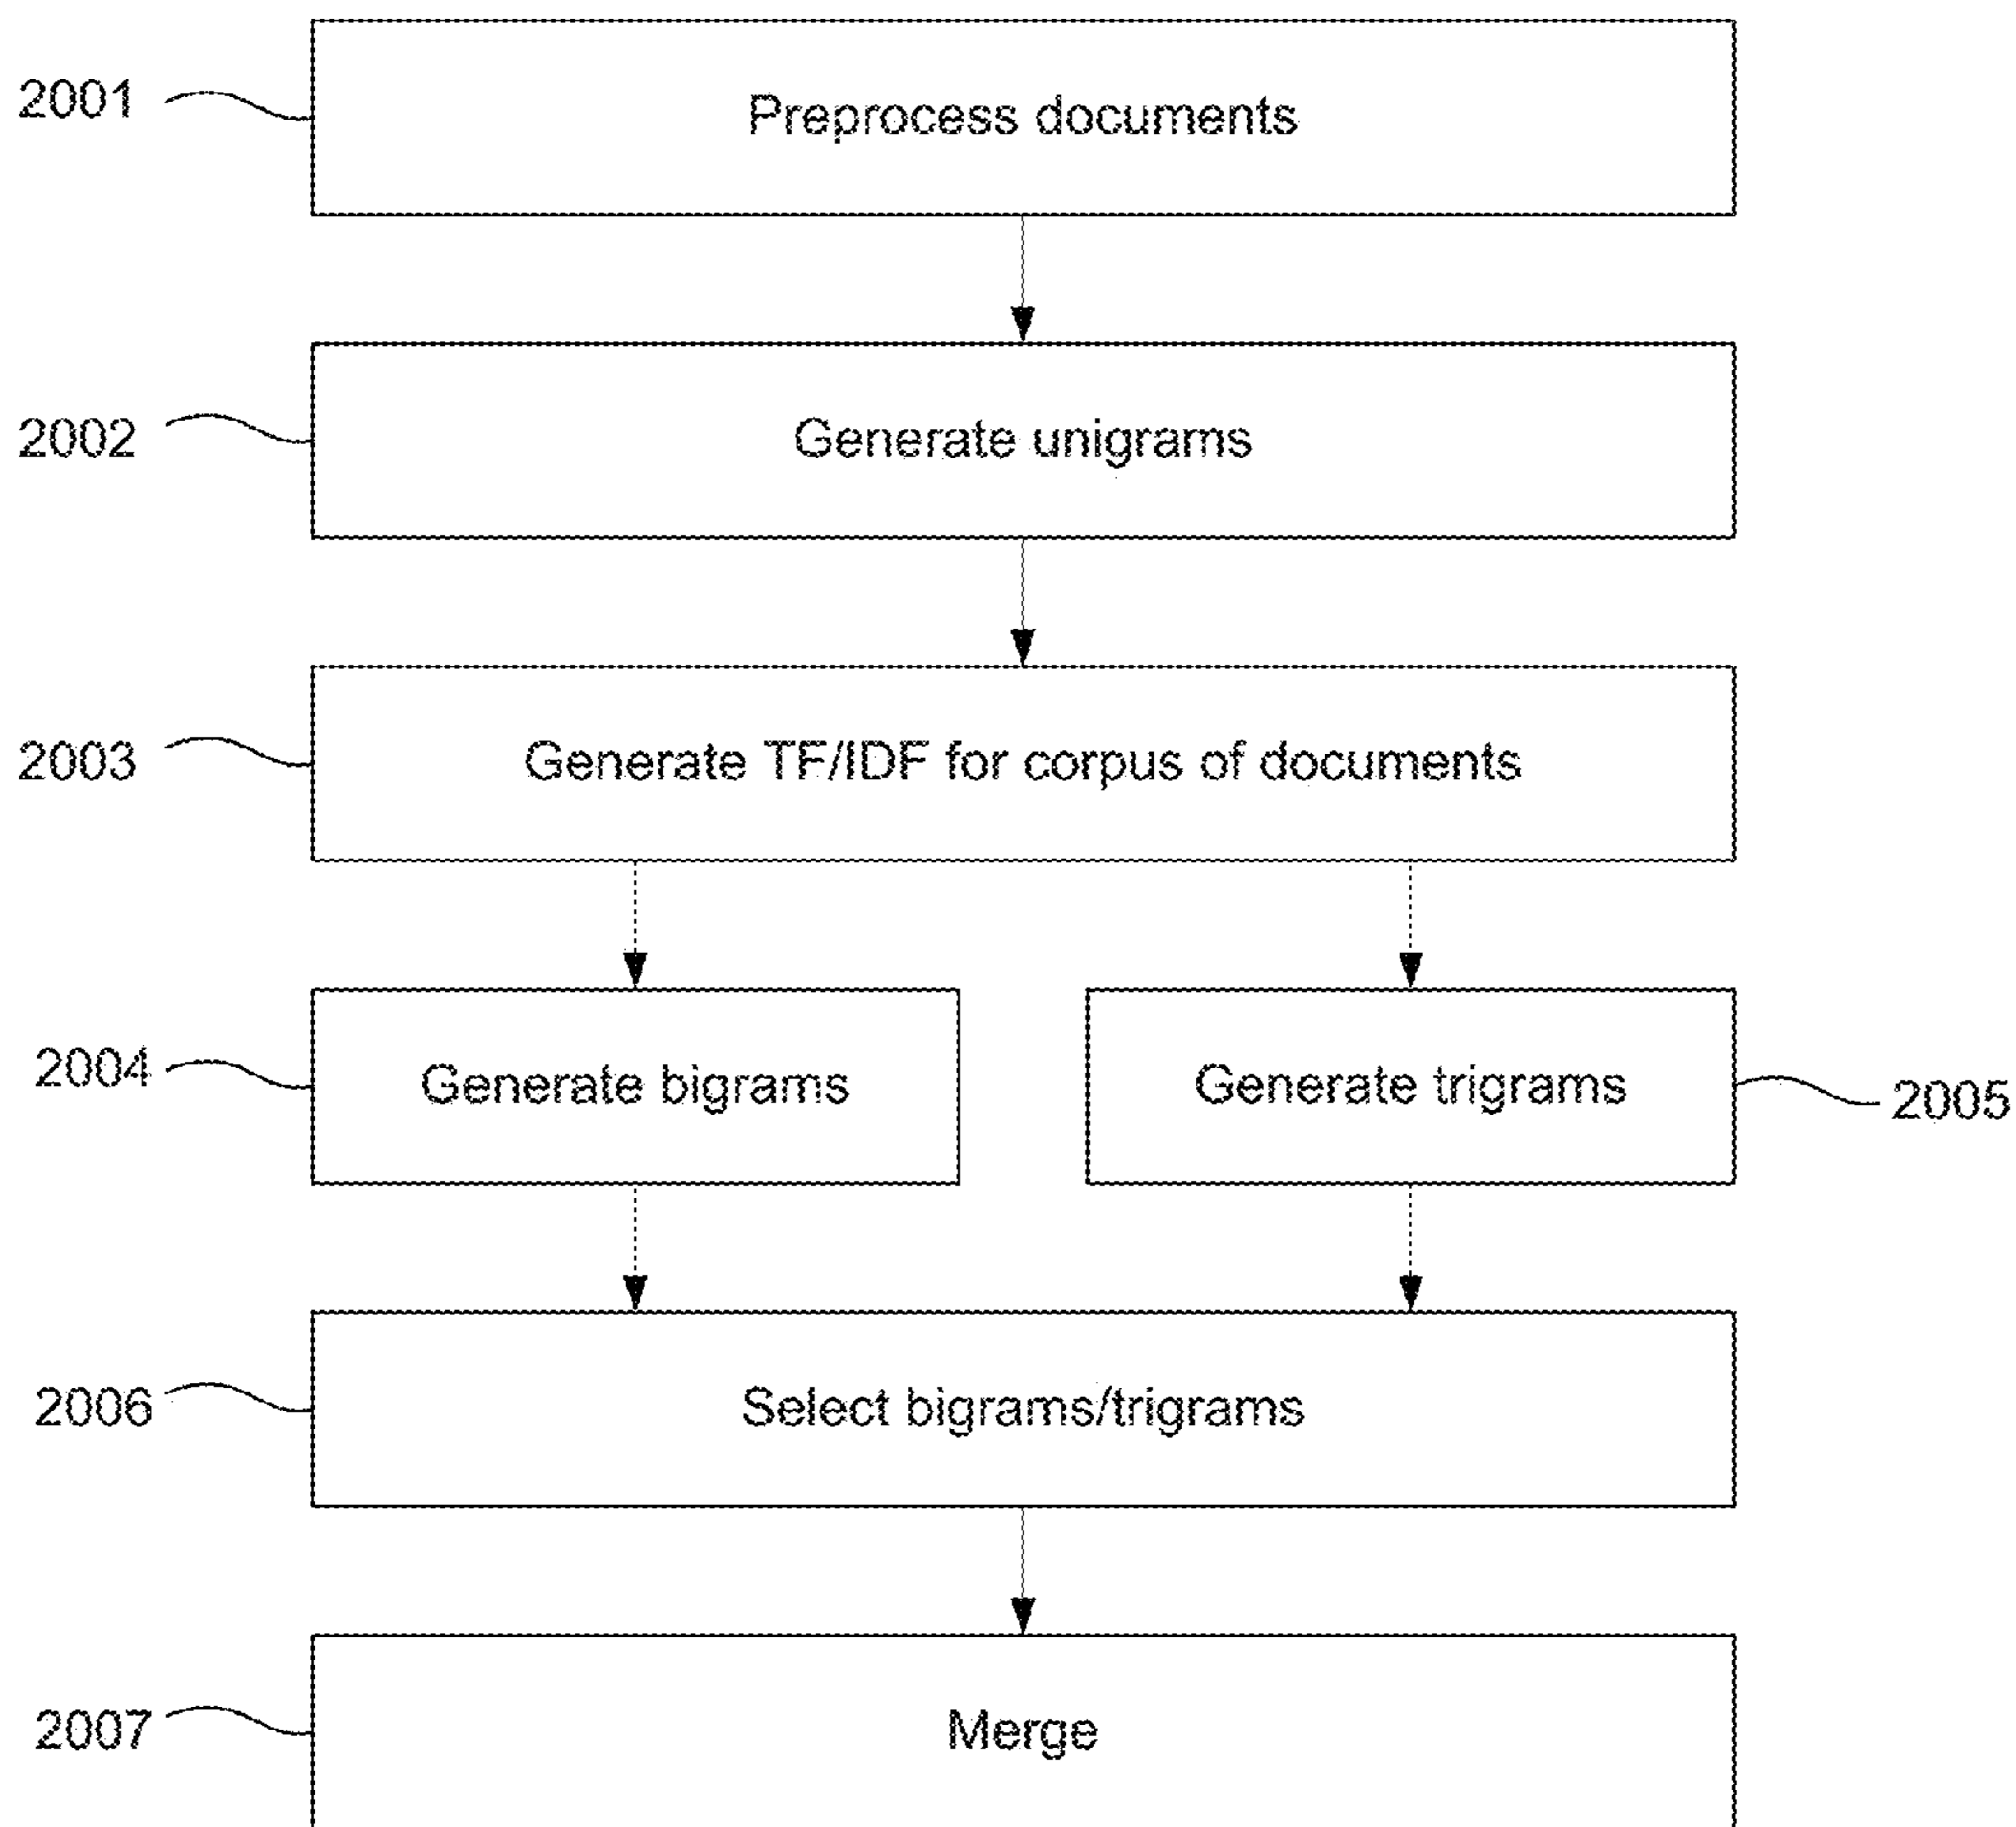 2001 Preprocess documents
2002 Generate unigrams
2003 Generate TF/IDF for corpus of documents
2004 Generate bigrams Generate trigrams 2005
2006 Select bigrams/trigrams
2007 Merge